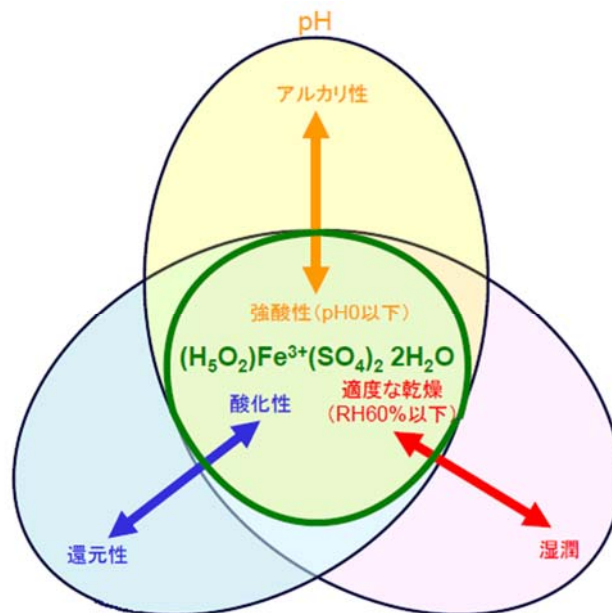 pH
アルカリ性
強酸性(pH0以下)
(H₅O₂)Fe³⁺(SO₄)₂ 2H₂O
酸化性
適度な乾燥
(RH60%以下)
還元性
湿潤